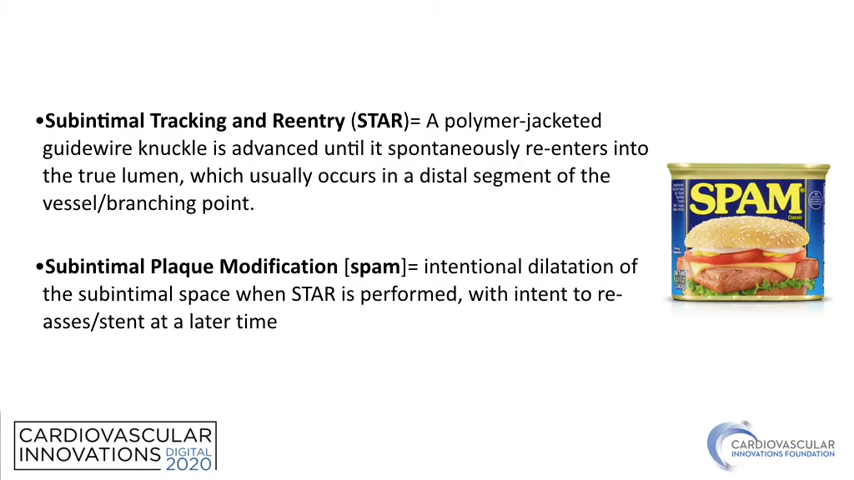 •Subintimal Tracking and Reentry (STAR)= A polymer-jacketed
guidewire knuckle is advanced until it spontaneously re-enters into
the true lumen, which usually occurs in a distal segment of the
vessel/branching point.
•Subintimal Plaque Modification [spam]= intentional dilatation of
the subintimal space when STAR is performed, with intent to re-
asses/stent at a later time
SPAM®
Classic
CARDIOVASCULAR
INNOVATIONS DIGITAL
2020
CARDIOVASCULAR
INNOVATIONS FOUNDATION